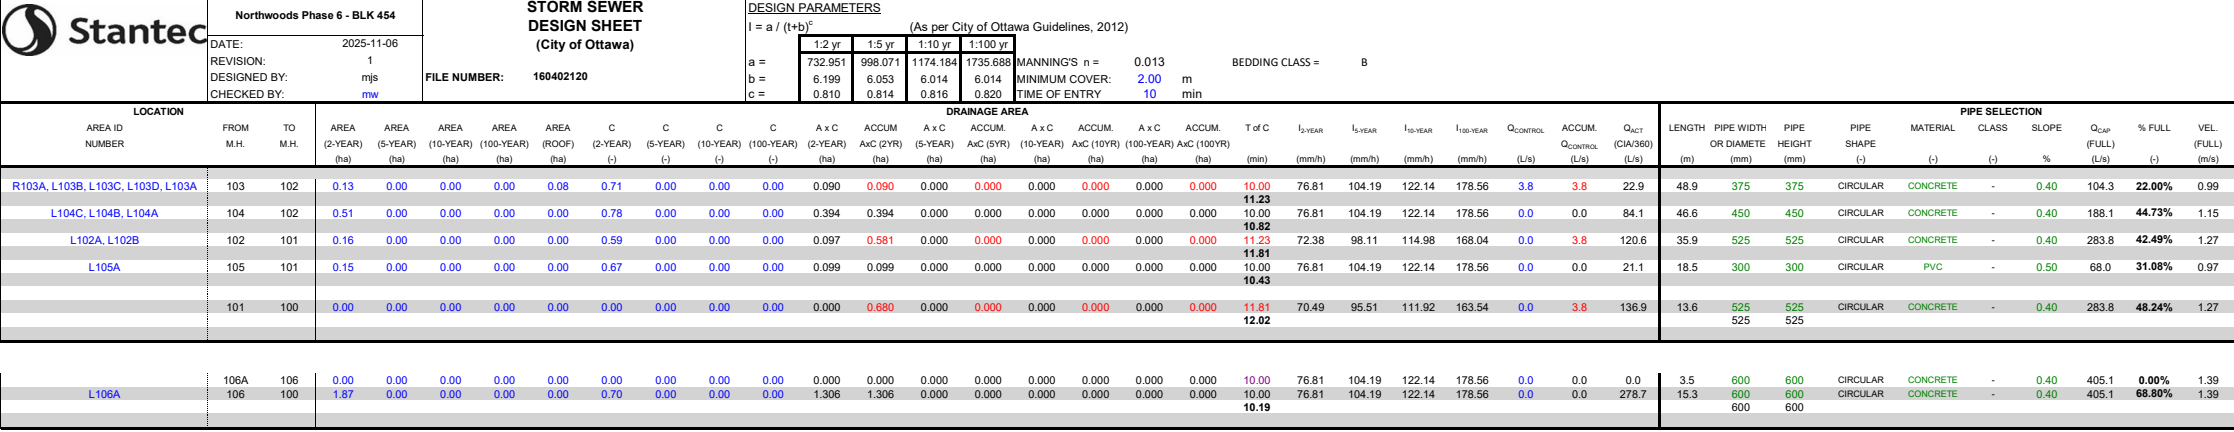 Stantec
Northwoods Phase 6 - BLK 454
DATE: 2025-11-06
REVISION: 1
DESIGNED BY: mjs
CHECKED BY: mw
STORM SEWER
DESIGN SHEET
(City of Ottawa)
FILE NUMBER: 160402120
DESIGN PARAMETERS
I = a / (t+b)c (As per City of Ottawa Guidelines, 2012)
1:2 yr 1:5 yr 1:10 yr 1:100 yr
a = 732.951 998.071 1174.184 1735.688 MANNING'S n = 0.013 BEDDING CLASS = B
b = 6.199 6.053 6.014 6.014 MINIMUM COVER: 2.00 m
c = 0.810 0.814 0.816 0.820 TIME OF ENTRY 10 min
LOCATION DRAINAGE AREA PIPE SELECTION
AREA ID FROM TO AREA AREA AREA AREA AREA C C C C A x C ACCUM A x C ACCUM. A x C ACCUM. A x C ACCUM. T of C I2-YEAR I5-YEAR I10-YEAR I100-YEAR QCONTROL ACCUM. QACT LENGTH PIPE WIDTH PIPE PIPE MATERIAL CLASS SLOPE QCAP % FULL VEL.
NUMBER M.H. M.H. (2-YEAR) (5-YEAR) (10-YEAR) (100-YEAR) (ROOF) (2-YEAR) (5-YEAR) (10-YEAR) (100-YEAR) (2-YEAR) AxC (2YR) (5-YEAR) AxC (5YR) (10-YEAR) AxC (10YR) (100-YEAR) AxC (100YR) QCONTROL (CIA/360) OR DIAMETE HEIGHT SHAPE (FULL) (FULL)
(ha) (ha) (ha) (ha) (ha) (-) (-) (-) (-) (ha) (ha) (ha) (ha) (ha) (ha) (ha) (ha) (min) (mm/h) (mm/h) (mm/h) (mm/h) (L/s) (L/s) (L/s) (m) (mm) (mm) (-) (-) (-) % (L/s) (-) (m/s)
R103A, L103B, L103C, L103D, L103A 103 102 0.13 0.00 0.00 0.00 0.08 0.71 0.00 0.00 0.00 0.090 0.090 0.000 0.000 0.000 0.000 0.000 0.000 10.00 76.81 104.19 122.14 178.56 3.8 3.8 22.9 48.9 375 375 CIRCULAR CONCRETE - 0.40 104.3 22.00% 0.99
11.23
L104C, L104B, L104A 104 102 0.51 0.00 0.00 0.00 0.00 0.78 0.00 0.00 0.00 0.394 0.394 0.000 0.000 0.000 0.000 0.000 0.000 10.00 76.81 104.19 122.14 178.56 0.0 0.0 84.1 46.6 450 450 CIRCULAR CONCRETE - 0.40 188.1 44.73% 1.15
10.82
L102A, L102B 102 101 0.16 0.00 0.00 0.00 0.00 0.59 0.00 0.00 0.00 0.097 0.581 0.000 0.000 0.000 0.000 0.000 0.000 11.23 72.38 98.11 114.98 168.04 0.0 3.8 120.6 35.9 525 525 CIRCULAR CONCRETE - 0.40 283.8 42.49% 1.27
11.81
L105A 105 101 0.15 0.00 0.00 0.00 0.00 0.67 0.00 0.00 0.00 0.099 0.099 0.000 0.000 0.000 0.000 0.000 0.000 10.00 76.81 104.19 122.14 178.56 0.0 0.0 21.1 18.5 300 300 CIRCULAR PVC - 0.50 68.0 31.08% 0.97
10.43
101 100 0.00 0.00 0.00 0.00 0.00 0.00 0.00 0.00 0.00 0.000 0.680 0.000 0.000 0.000 0.000 0.000 0.000 11.81 70.49 95.51 111.92 163.54 0.0 3.8 136.9 13.6 525 525 CIRCULAR CONCRETE - 0.40 283.8 48.24% 1.27
12.02 525 525
106A 106 0.00 0.00 0.00 0.00 0.00 0.00 0.00 0.00 0.00 0.000 0.000 0.000 0.000 0.000 0.000 0.000 0.000 10.00 76.81 104.19 122.14 178.56 0.0 0.0 0.0 3.5 600 600 CIRCULAR CONCRETE - 0.40 405.1 0.00% 1.39
L106A 106 100 1.87 0.00 0.00 0.00 0.00 0.70 0.00 0.00 0.00 1.306 1.306 0.000 0.000 0.000 0.000 0.000 0.000 10.00 76.81 104.19 122.14 178.56 0.0 0.0 278.7 15.3 600 600 CIRCULAR CONCRETE - 0.40 405.1 68.80% 1.39
10.19 600 600